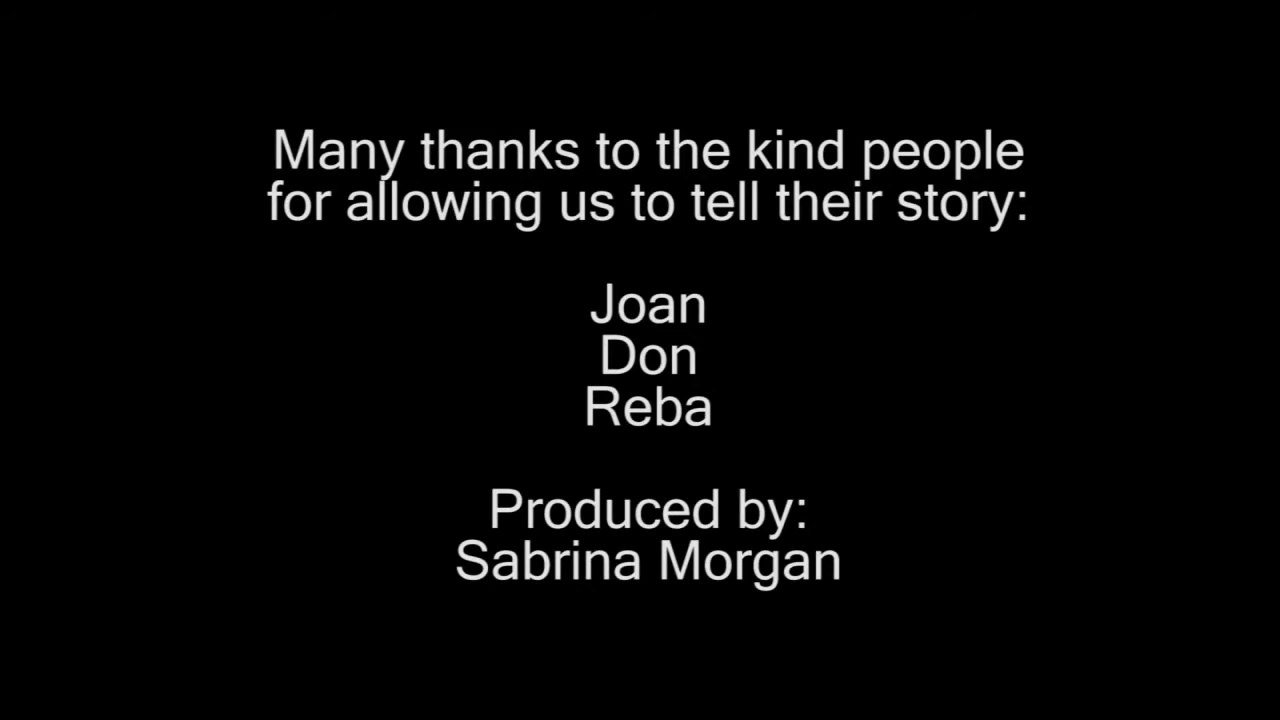 Many thanks to the kind people
for allowing us to tell their story:
Joan
Don
Reba
Produced by:
Sabrina Morgan